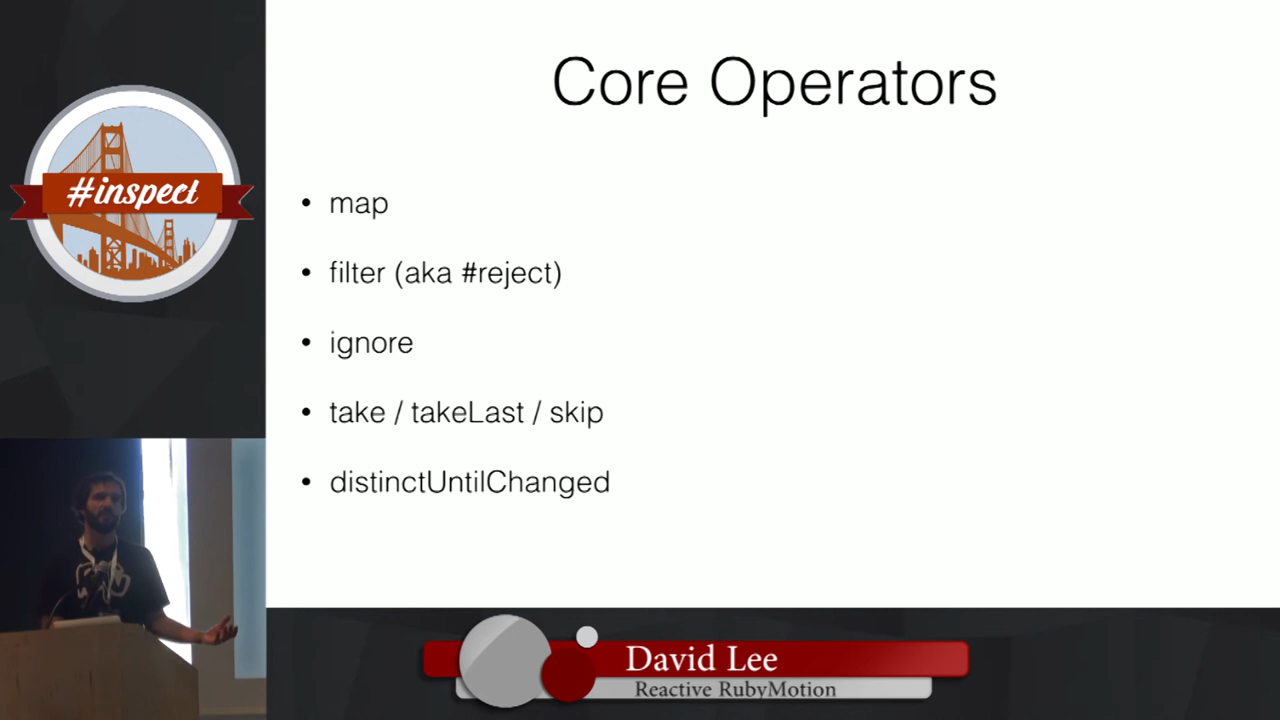 Core Operators
#inspect
• map
• filter (aka #reject)
• ignore
• take / takeLast / skip
• distinctUntilChanged
David Lee
Reactive RubyMotion